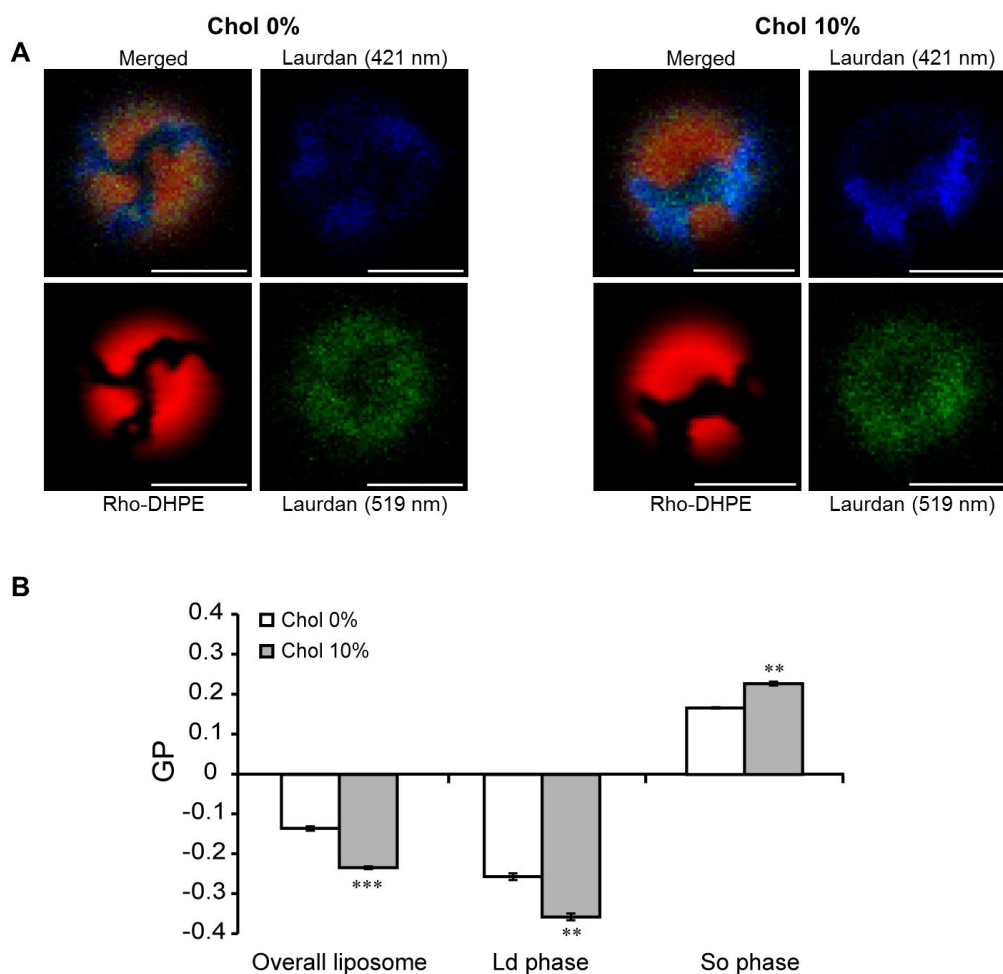 Chol 0%
Chol 10%
A
Merged
Laurdan (421 nm)
Merged
Laurdan (421 nm)
Rho-DHPE
Laurdan (519 nm)
Rho-DHPE
Laurdan (519 nm)
B
GP
0.4
0.3
0.2
0.1
0
-0.1
-0.2
-0.3
-0.4
Chol 0%
Chol 10%
***
**
**
Overall liposome
Ld phase
So phase